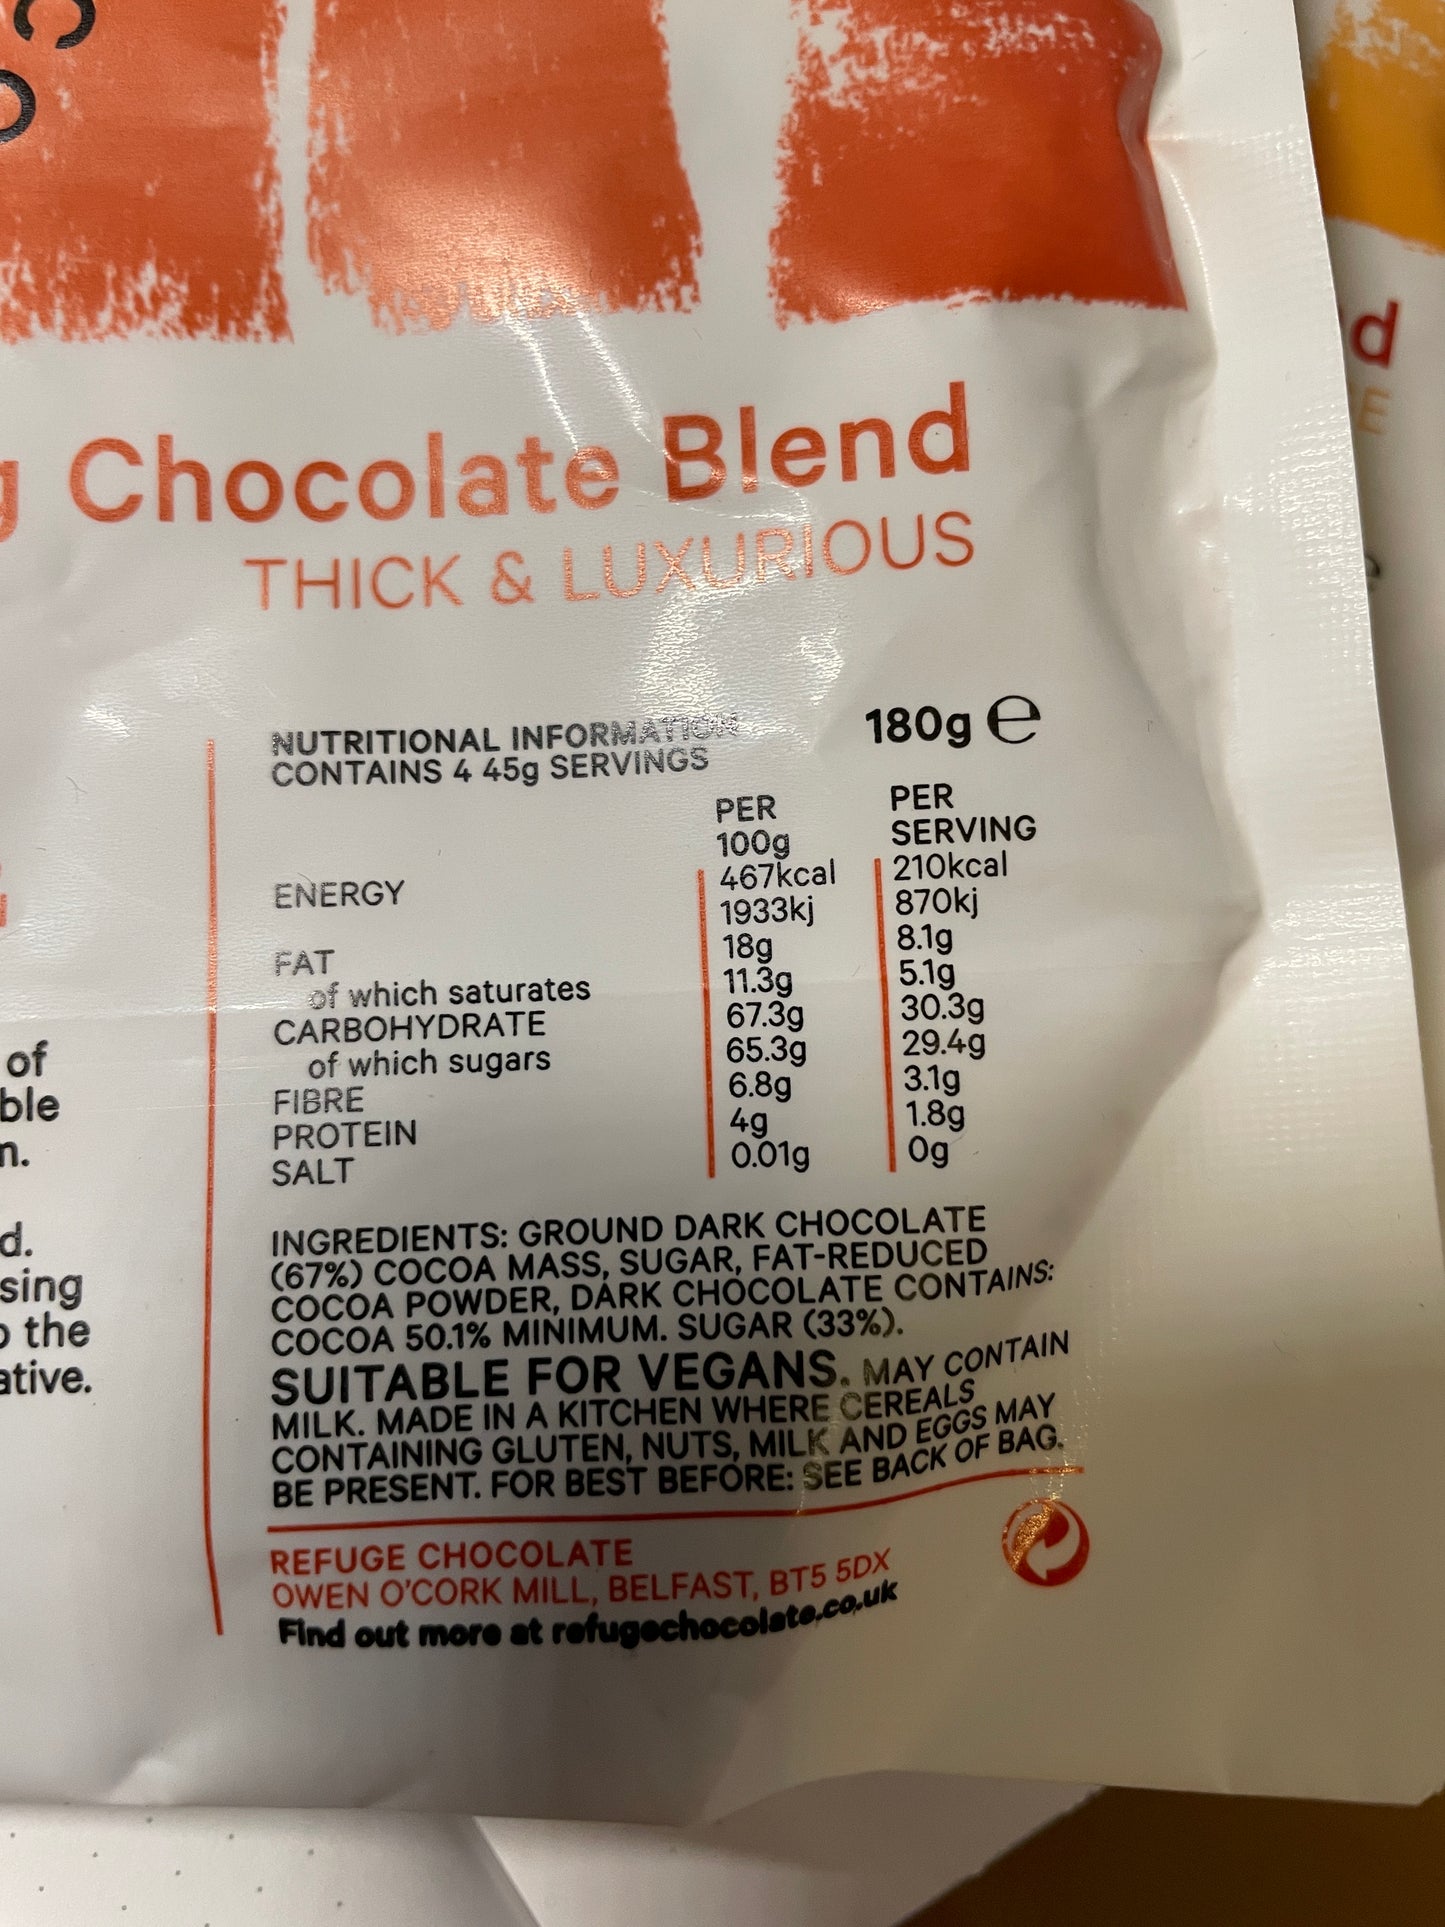 Chocolate Blend
THICK & LUXURIOUS
180g e
NUTRITIONAL INFORMATION
CONTAINS 4 45g SERVINGS
PER 100g PER SERVING
ENERGY 467kcal 210kcal
1933kj 870kj
FAT 18g 8.1g
of which saturates 11.3g 5.1g
CARBOHYDRATE 67.3g 30.3g
of which sugars 65.3g 29.4g
FIBRE 6.8g 3.1g
PROTEIN 4g 1.8g
SALT 0.01g 0g
of
ble
n.
d.
sing
the
ative.
INGREDIENTS: GROUND DARK CHOCOLATE
(67%) COCOA MASS, SUGAR, FAT-REDUCED
COCOA POWDER, DARK CHOCOLATE CONTAINS:
COCOA 50.1% MINIMUM. SUGAR (33%).
SUITABLE FOR VEGANS. MAY CONTAIN
MILK. MADE IN A KITCHEN WHERE CEREALS
CONTAINING GLUTEN, NUTS, MILK AND EGGS MAY
BE PRESENT. FOR BEST BEFORE: SEE BACK OF BAG.
REFUGE CHOCOLATE
OWEN O'CORK MILL, BELFAST, BT5 5DX
Find out more at refugechocolate.co.uk
d
E